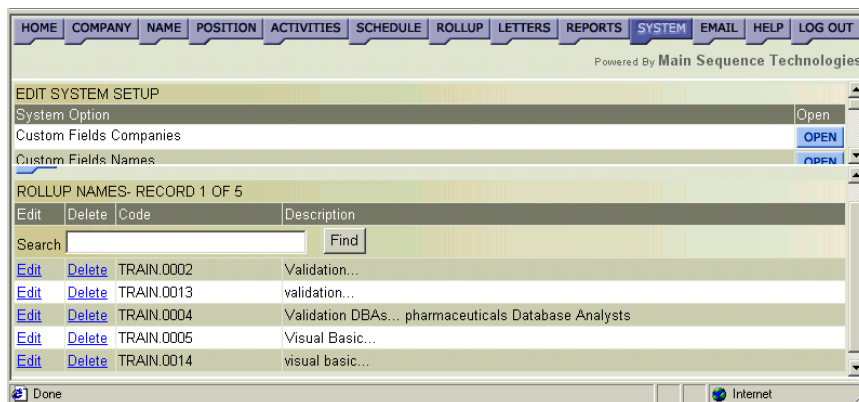 HOME COMPANY NAME POSITION ACTIVITIES SCHEDULE ROLLUP LETTERS REPORTS SYSTEM EMAIL HELP LOG OUT
Powered By Main Sequence Technologies
EDIT SYSTEM SETUP
System Option Open
Custom Fields Companies OPEN
Custom Fields Names OPEN
ROLLUP NAMES- RECORD 1 OF 5
Edit Delete Code Description
Search Find
Edit Delete TRAIN.0002 Validation...
Edit Delete TRAIN.0013 validation...
Edit Delete TRAIN.0004 Validation DBAs... pharmaceuticals Database Analysts
Edit Delete TRAIN.0005 Visual Basic...
Edit Delete TRAIN.0014 visual basic...
Done Internet